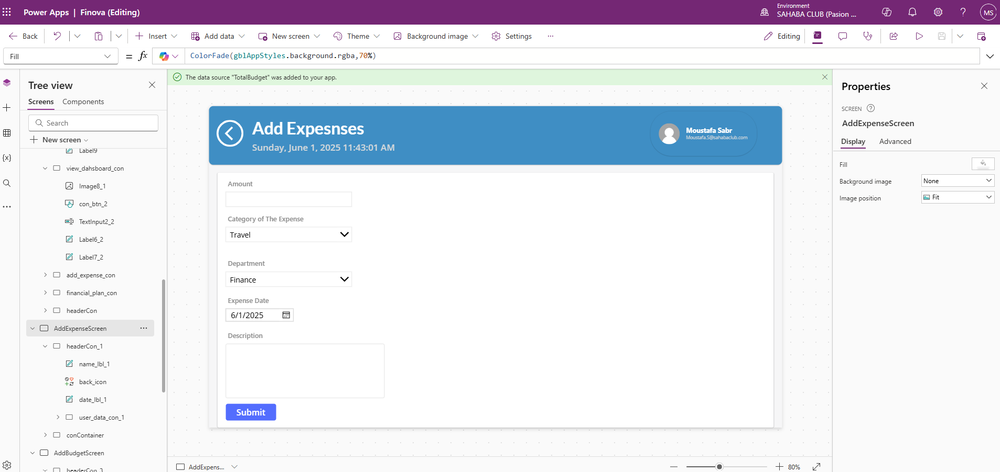 Power Apps | Finova (Editing)
Environment
SAHABA CLUB (Pasion ...
MS
Back
Insert
Add data
New screen
Theme
Background image
Settings
...
Editing
Fill
= fx
ColorFade(gblAppStyles.background.rgba,70%)
Tree view
Screens
Components
Search
New screen
Label9
view_dahsboard_con
Image8_1
con_btn_2
TextInput2_2
Label6_2
Label7_2
add_expense_con
financial_plan_con
headerCon
AddExpenseScreen
headerCon_1
name_lbl_1
back_icon
date_lbl_1
user_data_con_1
conContainer
AddBudgetScreen
headerCon_3
The data source "TotalBudget" was added to your app.
Add Expesnses
Sunday, June 1, 2025 11:43:01 AM
Moustafa Sabr
Moustafa.S@sahabaclub.com
Amount
Category of The Expense
Travel
Department
Finance
Expense Date
6/1/2025
Description
Submit
AddExpens...
80%
Properties
SCREEN
AddExpenseScreen
Display
Advanced
Fill
Background image
None
Image position
Fit